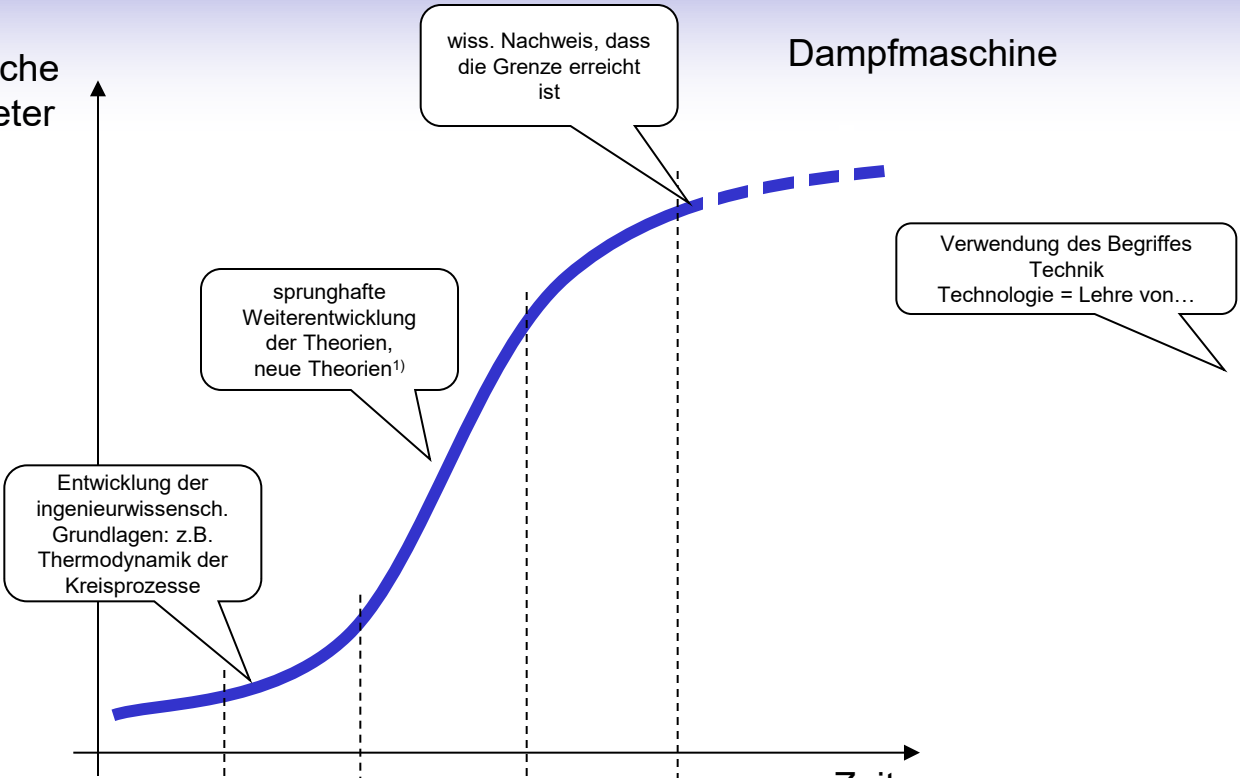 wiss. Nachweis, dass
die Grenze erreicht
ist
Dampfmaschine
che
eter
Verwendung des Begriffes
Technik
Technologie = Lehre von…
sprunghafte
Weiterentwicklung
der Theorien,
neue Theorien¹⁾
Entwicklung der
ingenieurwissensch.
Grundlagen: z.B.
Thermodynamik der
Kreisprozesse
Zeit